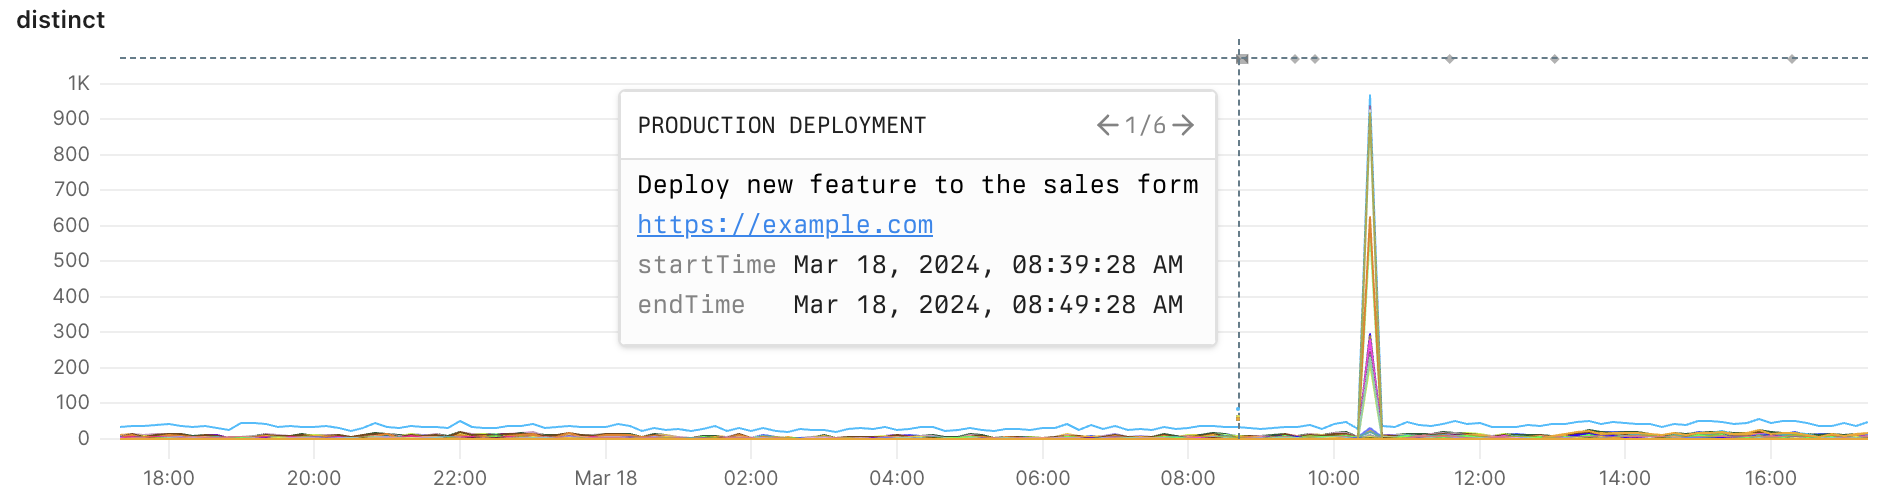 distinct
1K
900
800
700
600
500
400
300
200
100
0
PRODUCTION DEPLOYMENT
1/6
Deploy new feature to the sales form
https://example.com
startTime Mar 18, 2024, 08:39:28 AM
endTime Mar 18, 2024, 08:49:28 AM
18:00 20:00 22:00 Mar 18 02:00 04:00 06:00 08:00 10:00 12:00 14:00 16:00